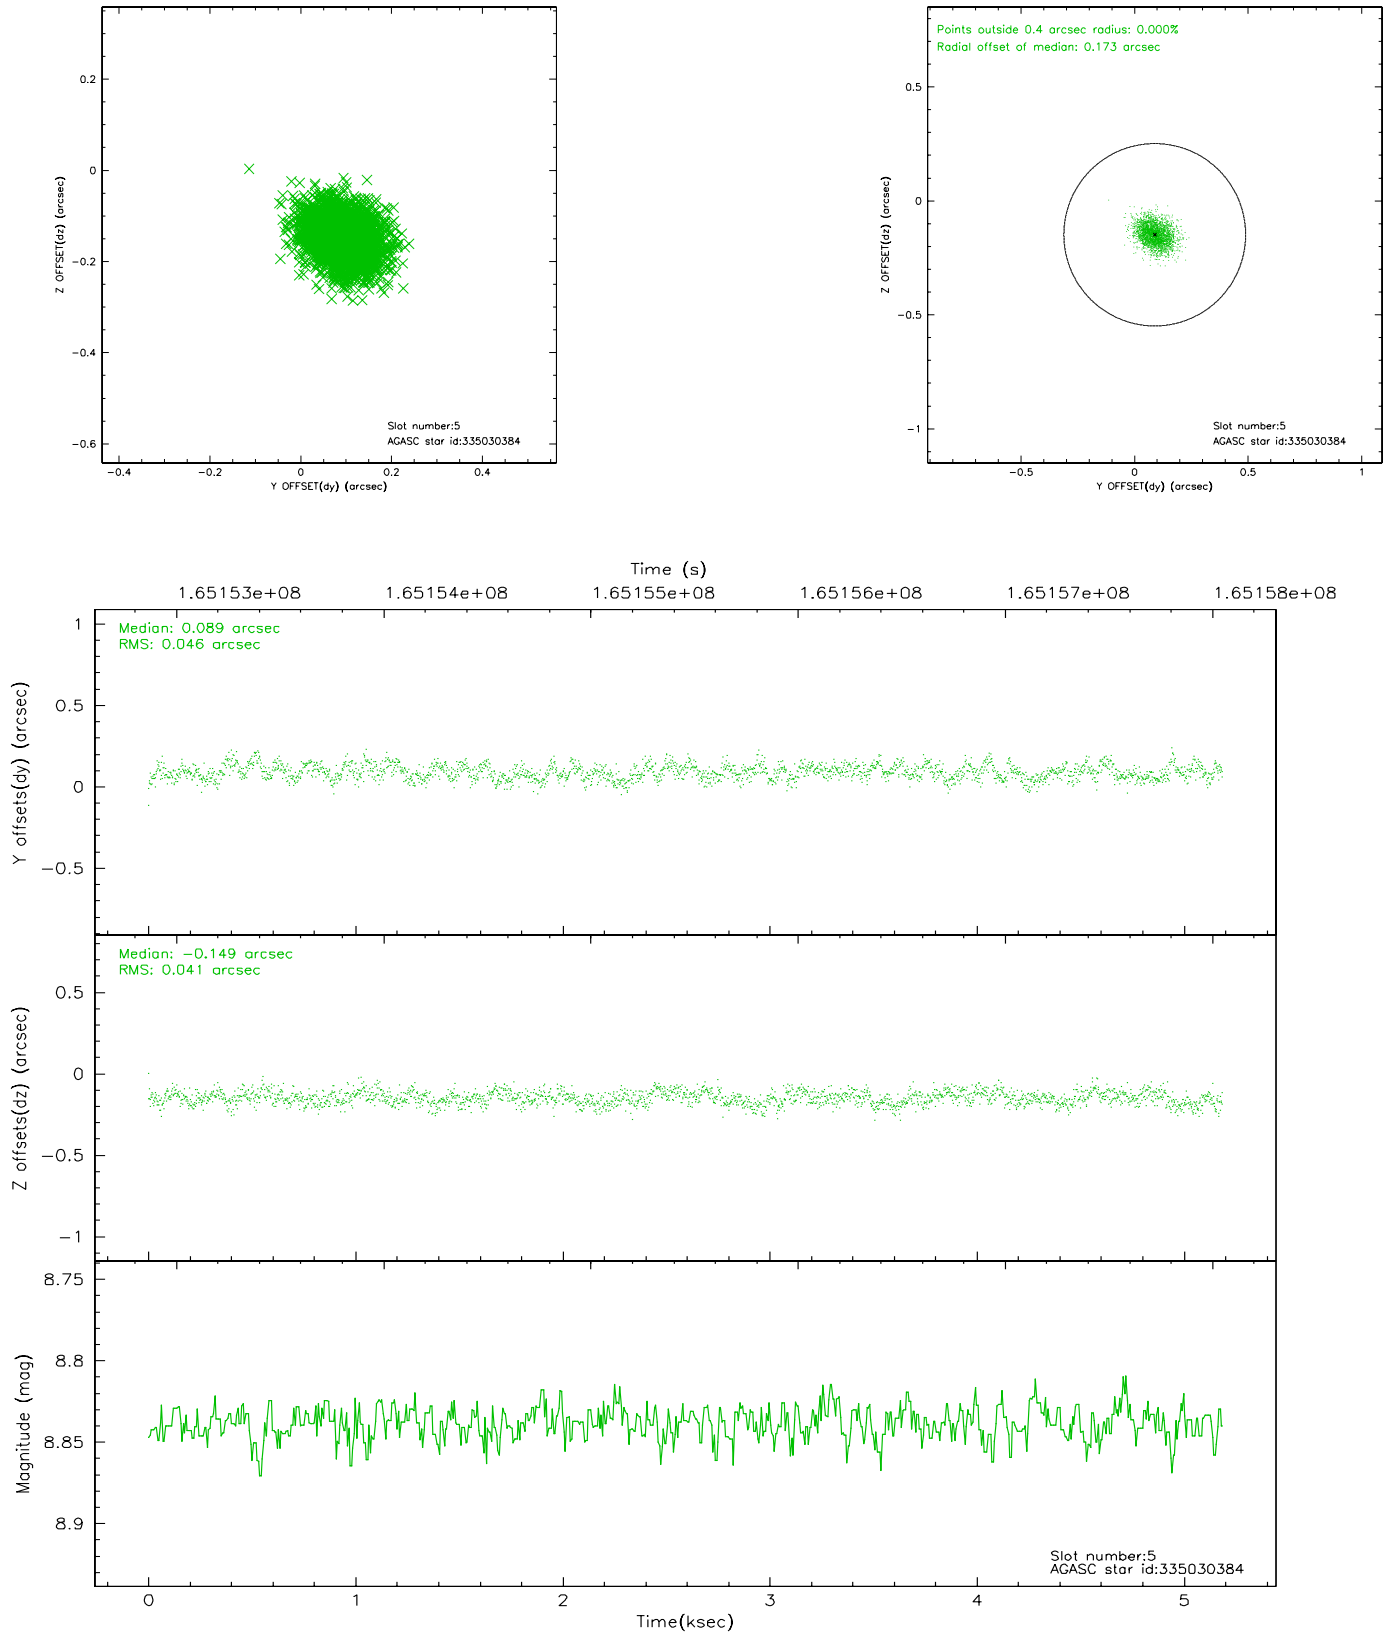 0.2
0
−0.2
−0.4
−0.6
Z OFFSET(dz) (arcsec)
Slot number:5
AGASC star id:335030384
−0.4
−0.2
0
0.2
0.4
Y OFFSET(dy) (arcsec)
Points outside 0.4 arcsec radius: 0.000%
Radial offset of median: 0.173 arcsec
0.5
0
−0.5
−1
Z OFFSET(dz) (arcsec)
Slot number:5
AGASC star id:335030384
−0.5
0
0.5
1
Y OFFSET(dy) (arcsec)
Time (s)
1.65153e+08
1.65154e+08
1.65155e+08
1.65156e+08
1.65157e+08
1.65158e+08
Median: 0.089 arcsec
RMS: 0.046 arcsec
1
0.5
0
−0.5
Y offsets(dy) (arcsec)
Median: −0.149 arcsec
RMS: 0.041 arcsec
0.5
0
−0.5
−1
Z offsets(dz) (arcsec)
8.75
8.8
8.85
8.9
Magnitude (mag)
Slot number:5
AGASC star id:335030384
0
1
2
3
4
5
Time(ksec)